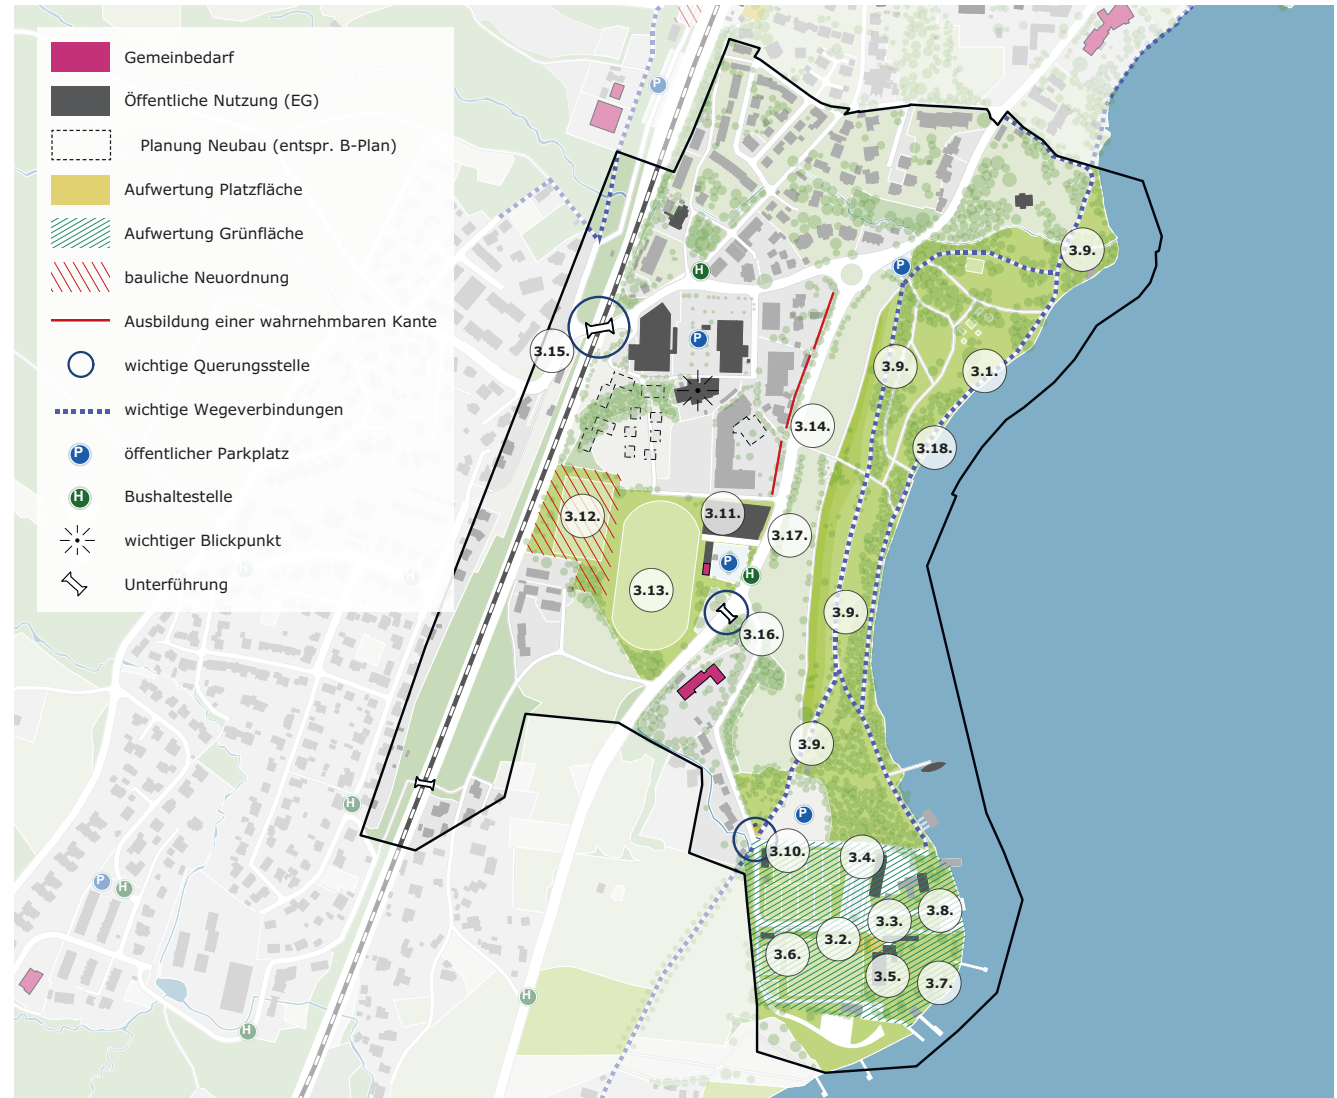 Gemeinbedarf
Öffentliche Nutzung (EG)
Planung Neubau (entspr. B-Plan)
Aufwertung Platzfläche
Aufwertung Grünfläche
bauliche Neuordnung
Ausbildung einer wahrnehmbaren Kante
wichtige Querungsstelle
wichtige Wegeverbindungen
P öffentlicher Parkplatz
H Bushaltestelle
wichtiger Blickpunkt
Unterführung
P
3.9.
P
H
P
3.15.
3.9.
3.1.
3.14.
3.18.
3.12.
3.11.
3.17.
P
H
H
H
3.13.
3.9.
3.16.
3.9.
H
P
3.10.
3.4.
P
H
3.3.
3.8.
3.2.
3.6.
3.5.
3.7.
H
H